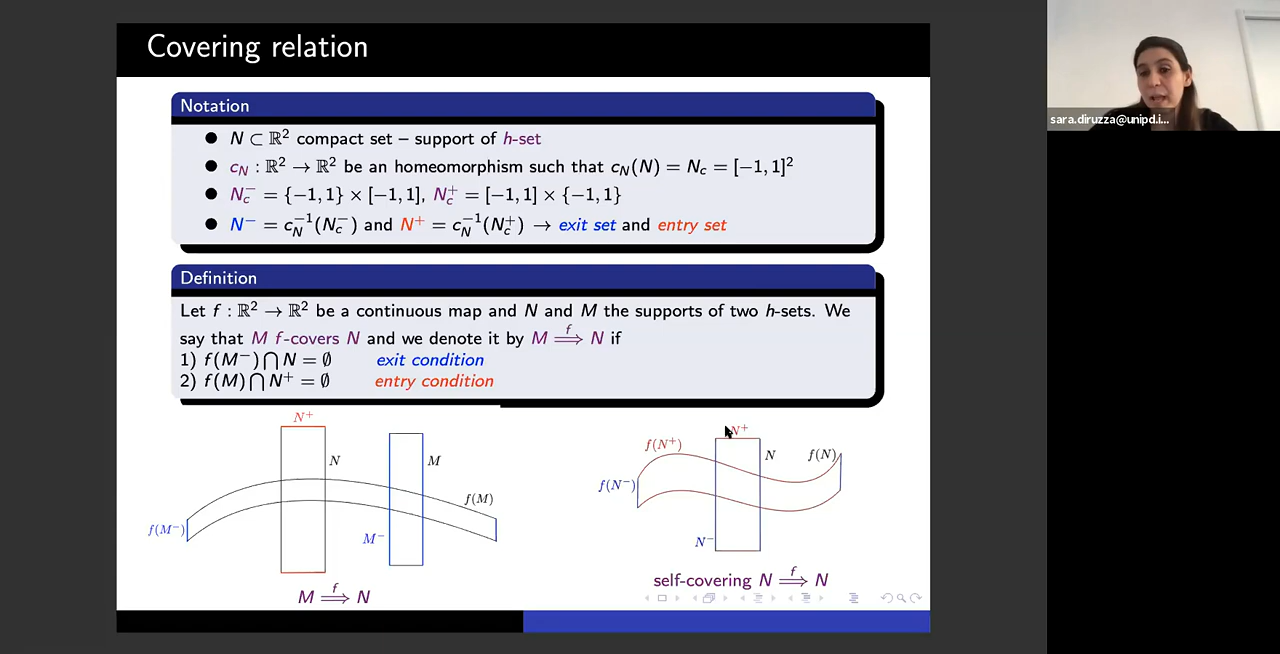 Covering relation
Notation
● N ⊂ ℝ² compact set – support of h-set
● c_N : ℝ² → ℝ² be an homeomorphism such that c_N(N) = N_c = [−1, 1]²
● N_c⁻ = {−1, 1} × [−1, 1], N_c⁺ = [−1, 1] × {−1, 1}
● N⁻ = c_N⁻¹(N_c⁻) and N⁺ = c_N⁻¹(N_c⁺) → exit set and entry set
Definition
Let f : ℝ² → ℝ² be a continuous map and N and M the supports of two h-sets. We
say that M f-covers N and we denote it by M ⟹^f N if
1) f(M⁻) ⋂ N = ∅ exit condition
2) f(M) ⋂ N⁺ = ∅ entry condition
N⁺
N
M
f(M)
f(M⁻)
M⁻
M ⟹^f N
N⁺
f(N⁺)
N
f(N)
f(N⁻)
N⁻
self-covering N ⟹^f N
sara.diruzza@unipd.i...